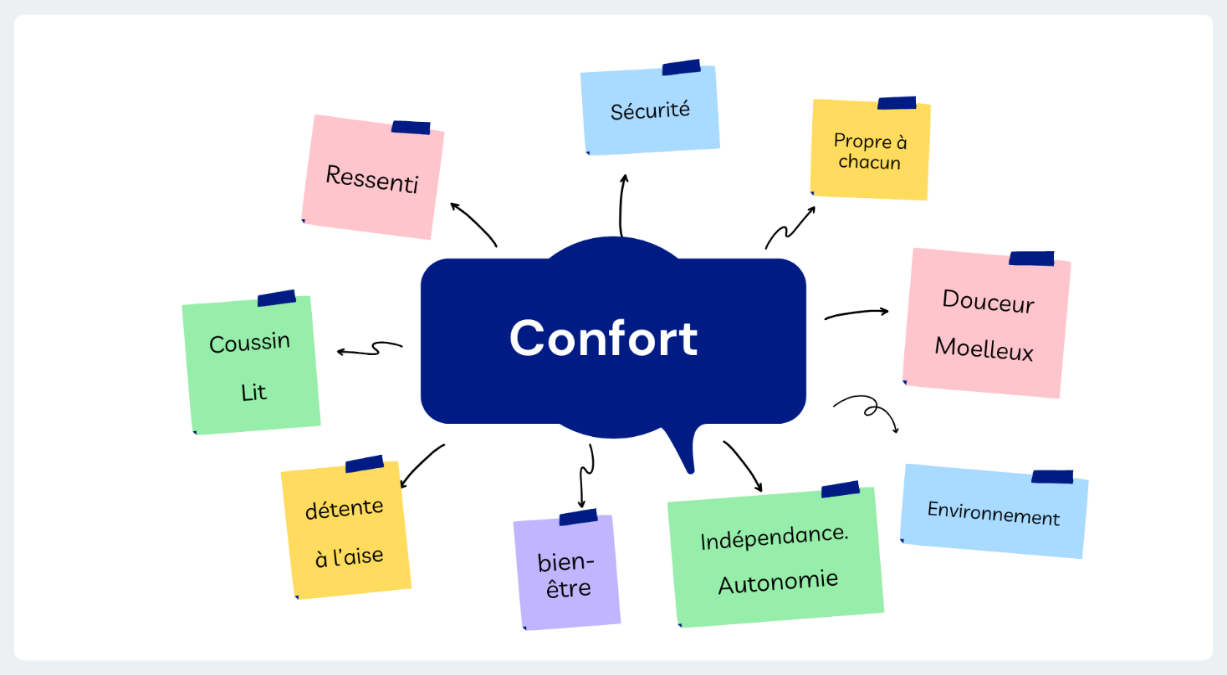 Sécurité
Propre à
chacun
Ressenti
Douceur
Moelleux
Confort
Coussin
Lit
détente
à l'aise
bien-
être
Indépendance.
Autonomie
Environnement